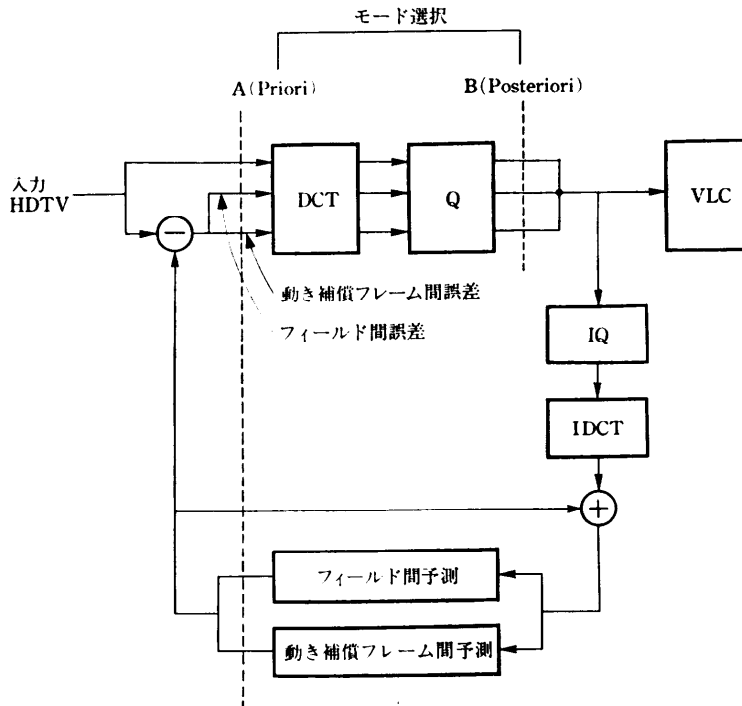 モード選択
A(Priori)
B(Posteriori)
入力
HDTV
DCT
Q
VLC
−
動き補償フレーム間誤差
フィールド間誤差
IQ
IDCT
+
フィールド間予測
動き補償フレーム間予測